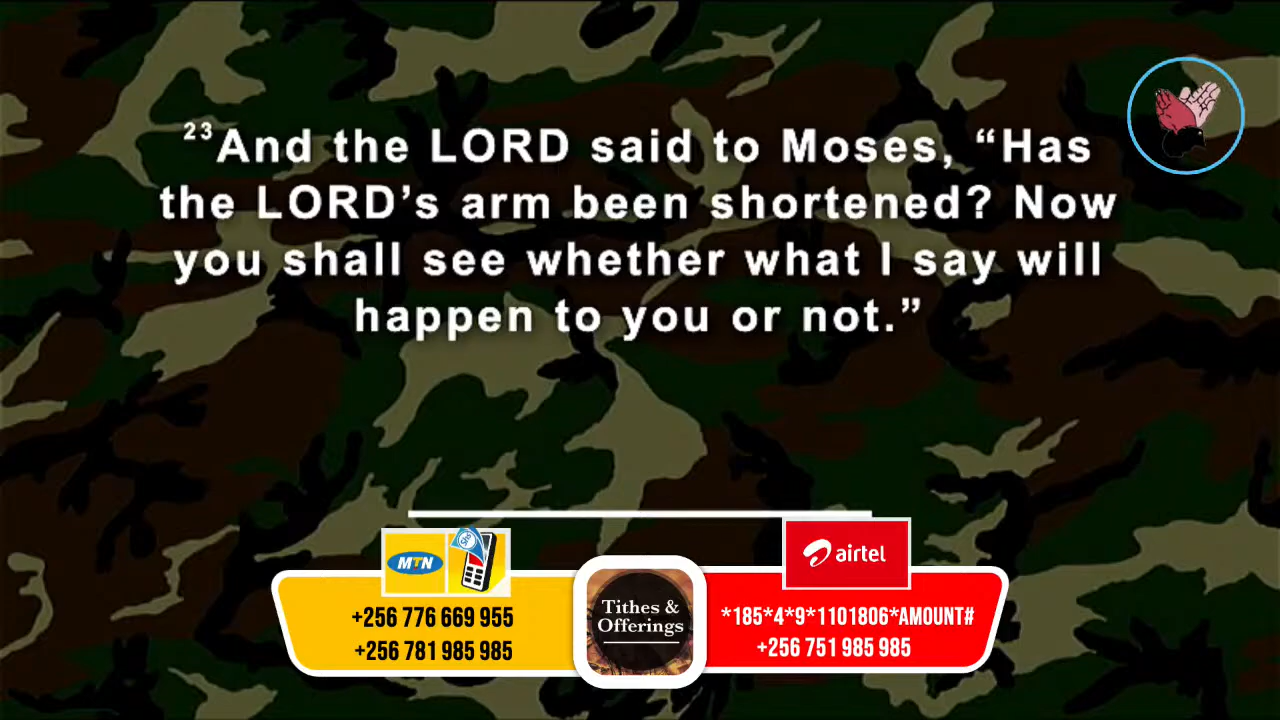 23And the LORD said to Moses, “Has
the LORD’s arm been shortened? Now
you shall see whether what I say will
happen to you or not.”
MTN
airtel
+256 776 669 955
+256 781 985 985
Tithes &
Offerings
*185*4*9*1101806*AMOUNT#
+256 751 985 985